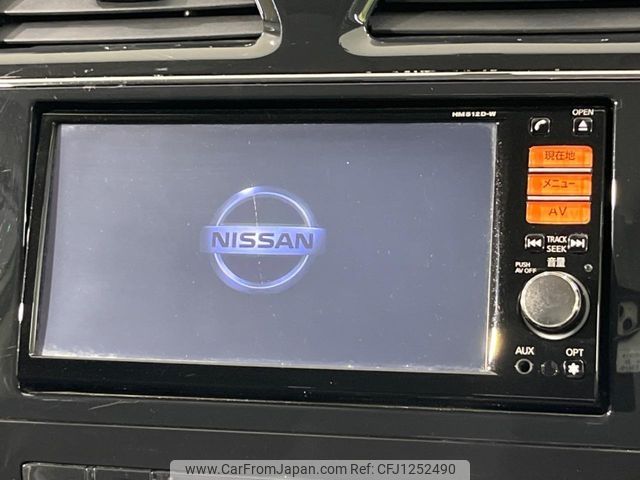 HM512D-W
OPEN
現在地
メニュー
AV
TRACK
SEEK
音量
PUSH
AV OFF
NISSAN
AUX
OPT
www.CarFromJapan.com - CFJ1252490